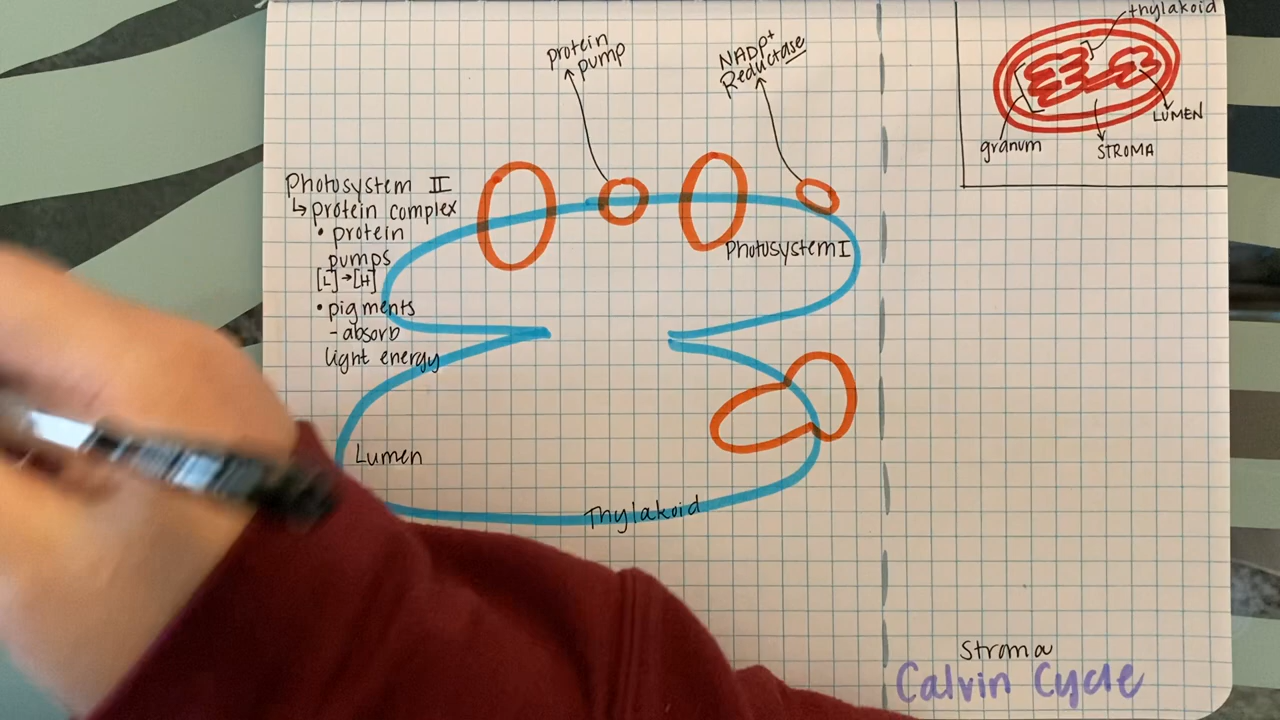 protein
pump
NADP+
Reductase
thylakoid
LUMEN
granum
STROMA
Photosystem II
↳ protein complex
• protein
pumps
[L]→[H]
• pigments
- absorb
light energy
Photosystem I
Lumen
Thylakoid
Stroma
Calvin Cycle